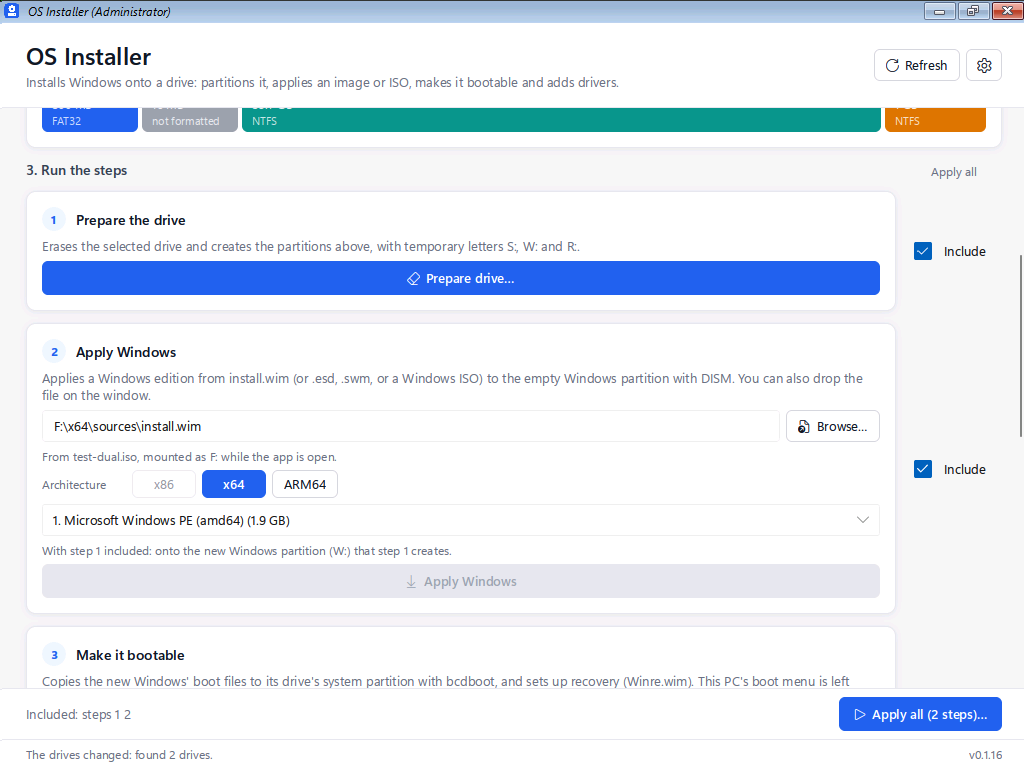 OS Installer (Administrator)
OS Installer
Installs Windows onto a drive: partitions it, applies an image or ISO, makes it bootable and adds drivers.
Refresh
FAT32
not formatted
NTFS
NTFS
3. Run the steps
Apply all
1 Prepare the drive
Erases the selected drive and creates the partitions above, with temporary letters S:, W: and R:.
Include
Prepare drive...
2 Apply Windows
Applies a Windows edition from install.wim (or .esd, .swm, or a Windows ISO) to the empty Windows partition with DISM. You can also drop the
file on the window.
F:\x64\sources\install.wim
Browse...
From test-dual.iso, mounted as F: while the app is open.
Include
Architecture x86 x64 ARM64
1. Microsoft Windows PE (amd64) (1.9 GB)
With step 1 included: onto the new Windows partition (W:) that step 1 creates.
Apply Windows
3 Make it bootable
Copies the new Windows' boot files to its drive's system partition with bcdboot, and sets up recovery (Winre.wim). This PC's boot menu is left
Included: steps 1 2
Apply all (2 steps)...
The drives changed: found 2 drives.
v0.1.16